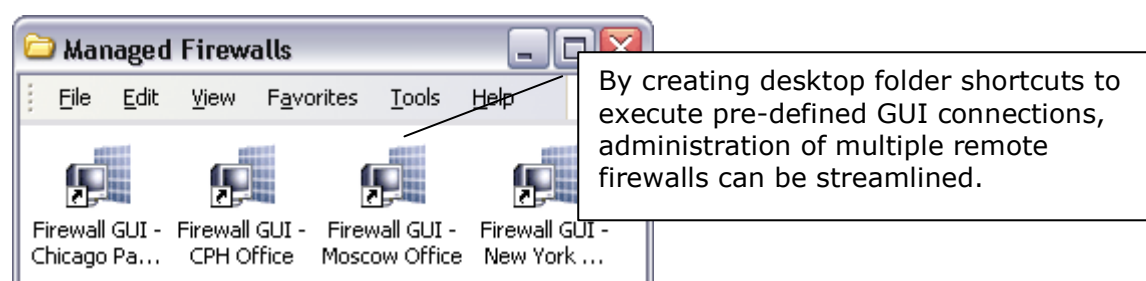 Managed Firewalls
File Edit View Favorites Tools Help
By creating desktop folder shortcuts to
execute pre-defined GUI connections,
administration of multiple remote
firewalls can be streamlined.
Firewall GUI -
Chicago Pa...
Firewall GUI -
CPH Office
Firewall GUI -
Moscow Office
Firewall GUI -
New York ...